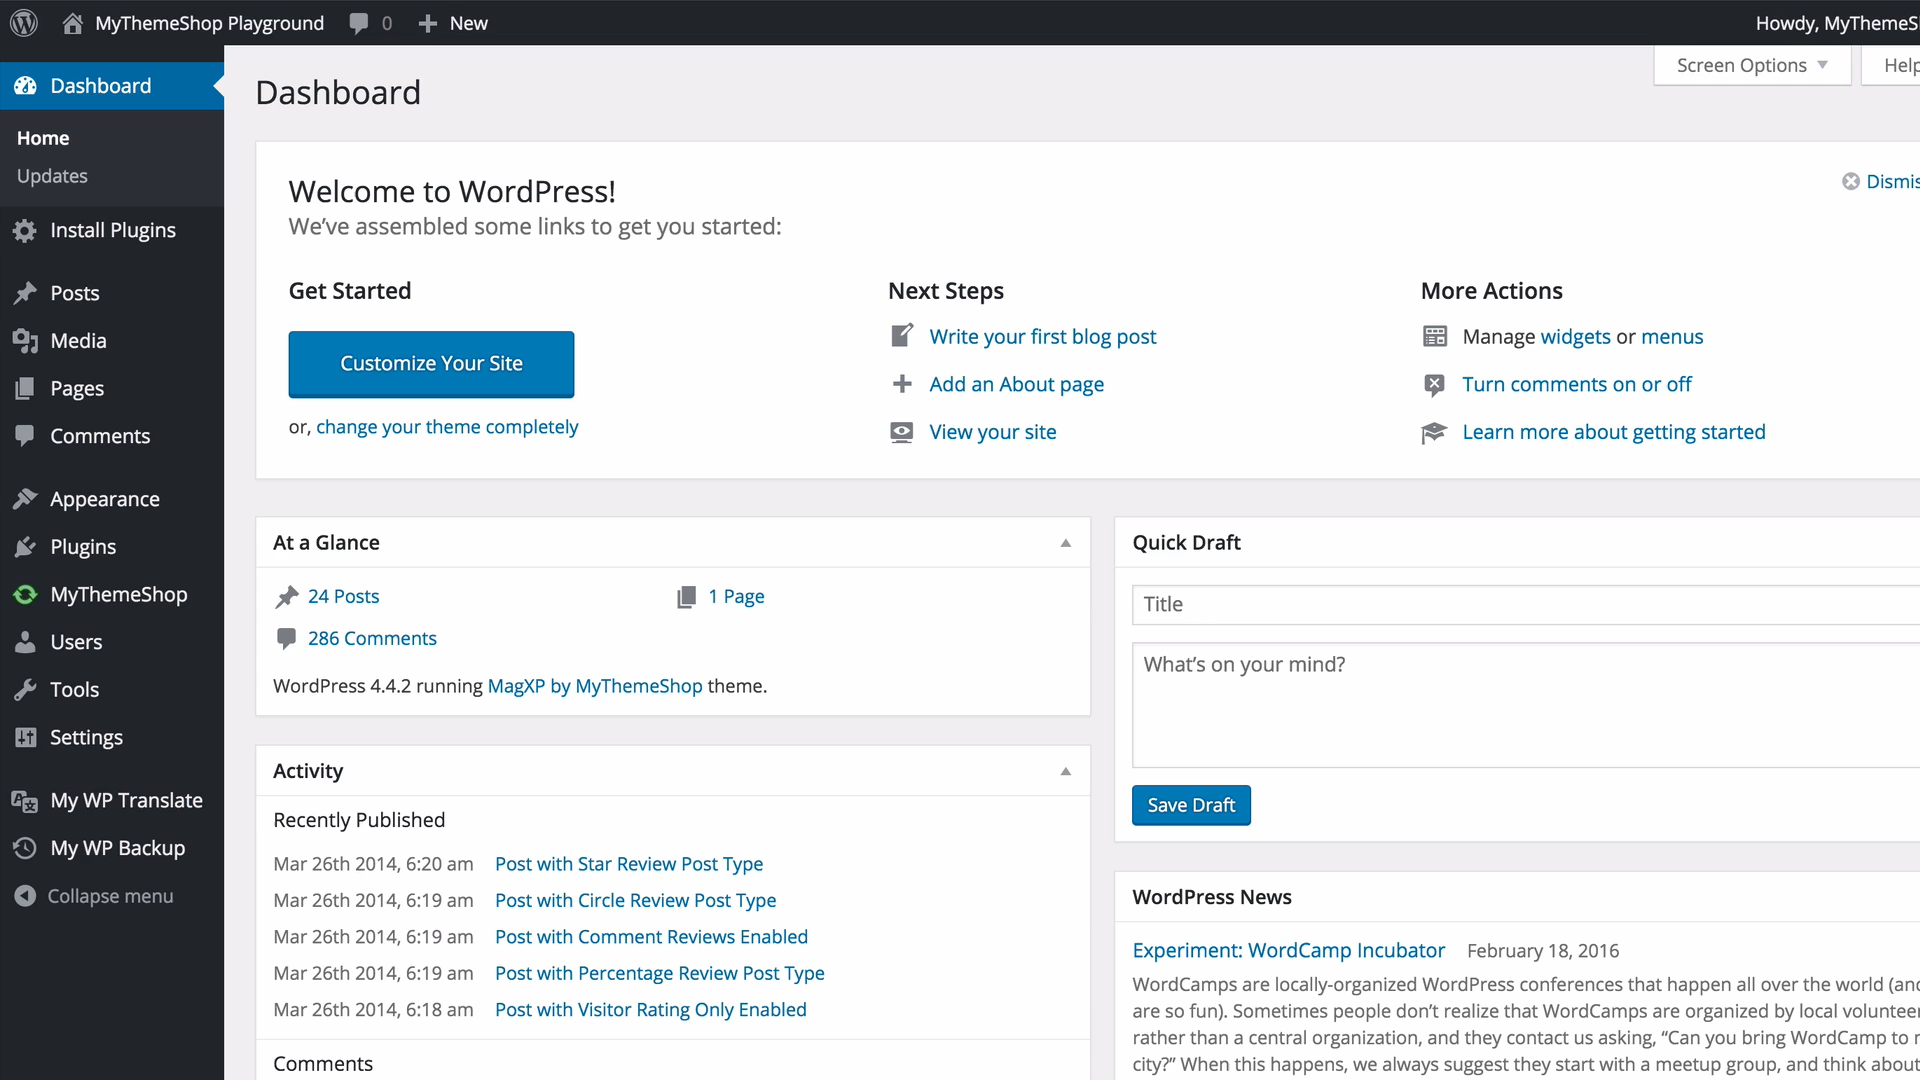 MyThemeShop Playground 0 New
Howdy, MyThemeS
Dashboard
Home
Updates
Install Plugins
Posts
Media
Pages
Comments
Appearance
Plugins
MyThemeShop
Users
Tools
Settings
My WP Translate
My WP Backup
Collapse menu
Screen Options
Help
Dashboard
Welcome to WordPress!
We’ve assembled some links to get you started:
Dismis
Get Started
Customize Your Site
or, change your theme completely
Next Steps
Write your first blog post
Add an About page
View your site
More Actions
Manage widgets or menus
Turn comments on or off
Learn more about getting started
At a Glance
24 Posts
1 Page
286 Comments
WordPress 4.4.2 running MagXP by MyThemeShop theme.
Activity
Recently Published
Mar 26th 2014, 6:20 am Post with Star Review Post Type
Mar 26th 2014, 6:19 am Post with Circle Review Post Type
Mar 26th 2014, 6:19 am Post with Comment Reviews Enabled
Mar 26th 2014, 6:19 am Post with Percentage Review Post Type
Mar 26th 2014, 6:18 am Post with Visitor Rating Only Enabled
Comments
Quick Draft
Title
What’s on your mind?
Save Draft
WordPress News
Experiment: WordCamp Incubator February 18, 2016
WordCamps are locally-organized WordPress conferences that happen all over the world (and
are so fun). Sometimes people don’t realize that WordCamps are organized by local volunteer
rather than a central organization, and they contact us asking, “Can you bring WordCamp to
city?” When this happens, we always suggest they start with a meetup group, and think about